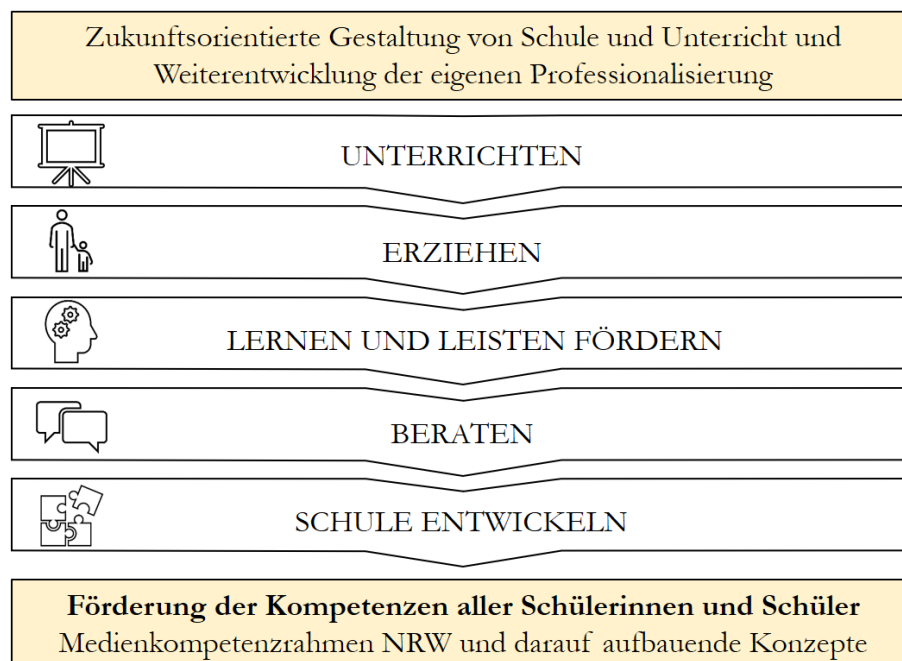 Zukunftsorientierte Gestaltung von Schule und Unterricht und
Weiterentwicklung der eigenen Professionalisierung
UNTERRICHTEN
ERZIEHEN
LERNEN UND LEISTEN FÖRDERN
BERATEN
SCHULE ENTWICKELN
Förderung der Kompetenzen aller Schülerinnen und Schüler
Medienkompetenzrahmen NRW und darauf aufbauende Konzepte